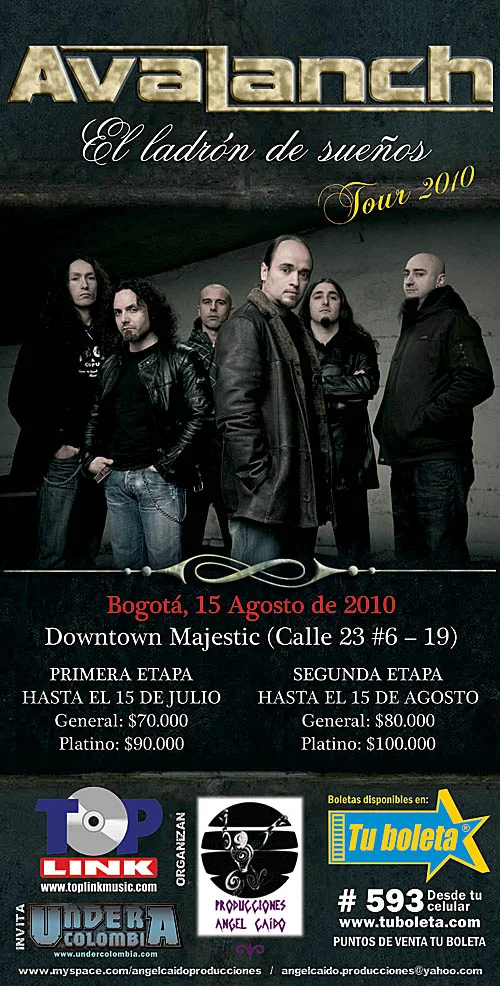 AvaLanch
El ladrón de sueños
Tour 2010
Bogotá, 15 Agosto de 2010
Downtown Majestic (Calle 23 #6 – 19)
PRIMERA ETAPA
HASTA EL 15 DE JULIO
General: $70.000
Platino: $90.000
SEGUNDA ETAPA
HASTA EL 15 DE AGOSTO
General: $80.000
Platino: $100.000
TOP
LINK
www.toplinkmusic.com
INVITA
UNDERA
COLOMBIA
www.undercolombia.com
ORGANIZAN
PRODUCCIONES
ANGEL CAIDO
Boletas disponibles en:
Tu boleta®
# 593 Desde tu
celular
www.tuboleta.com
PUNTOS DE VENTA TU BOLETA
www.myspace.com/angelcaidoproducciones / angelcaido.producciones@yahoo.com